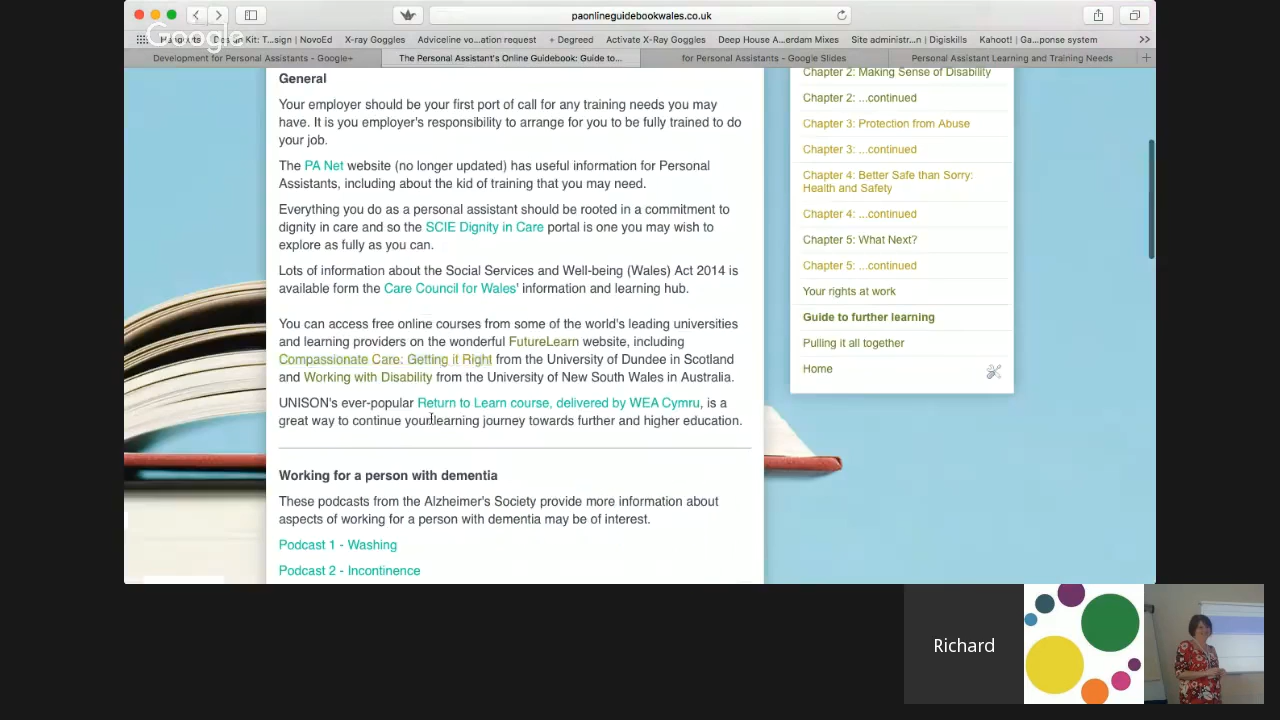 paonlineguidebookwales.co.uk
Google
Hangouts
Design Kit: T...sign | NovoEd
X-ray Goggles
Adviceline vo...ation request
+ Degreed
Activate X-Ray Goggles
Deep House A...erdam Mixes
Site administr...n | Digiskills
Kahoot! | Ga...ponse system
Development for Personal Assistants - Google+
The Personal Assistant's Online Guidebook: Guide to...
for Personal Assistants - Google Slides
Personal Assistant Learning and Training Needs
General
Your employer should be your first port of call for any training needs you may
have. It is you employer's responsibility to arrange for you to be fully trained to do
your job.
The PA Net website (no longer updated) has useful information for Personal
Assistants, including about the kid of training that you may need.
Everything you do as a personal assistant should be rooted in a commitment to
dignity in care and so the SCIE Dignity in Care portal is one you may wish to
explore as fully as you can.
Lots of information about the Social Services and Well-being (Wales) Act 2014 is
available form the Care Council for Wales' information and learning hub.
You can access free online courses from some of the world's leading universities
and learning providers on the wonderful FutureLearn website, including
Compassionate Care: Getting it Right from the University of Dundee in Scotland
and Working with Disability from the University of New South Wales in Australia.
UNISON's ever-popular Return to Learn course, delivered by WEA Cymru, is a
great way to continue your learning journey towards further and higher education.
Working for a person with dementia
These podcasts from the Alzheimer's Society provide more information about
aspects of working for a person with dementia may be of interest.
Podcast 1 - Washing
Podcast 2 - Incontinence
Chapter 2: Making Sense of Disability
Chapter 2: ...continued
Chapter 3: Protection from Abuse
Chapter 3: ...continued
Chapter 4: Better Safe than Sorry:
Health and Safety
Chapter 4: ...continued
Chapter 5: What Next?
Chapter 5: ...continued
Your rights at work
Guide to further learning
Pulling it all together
Home
Richard